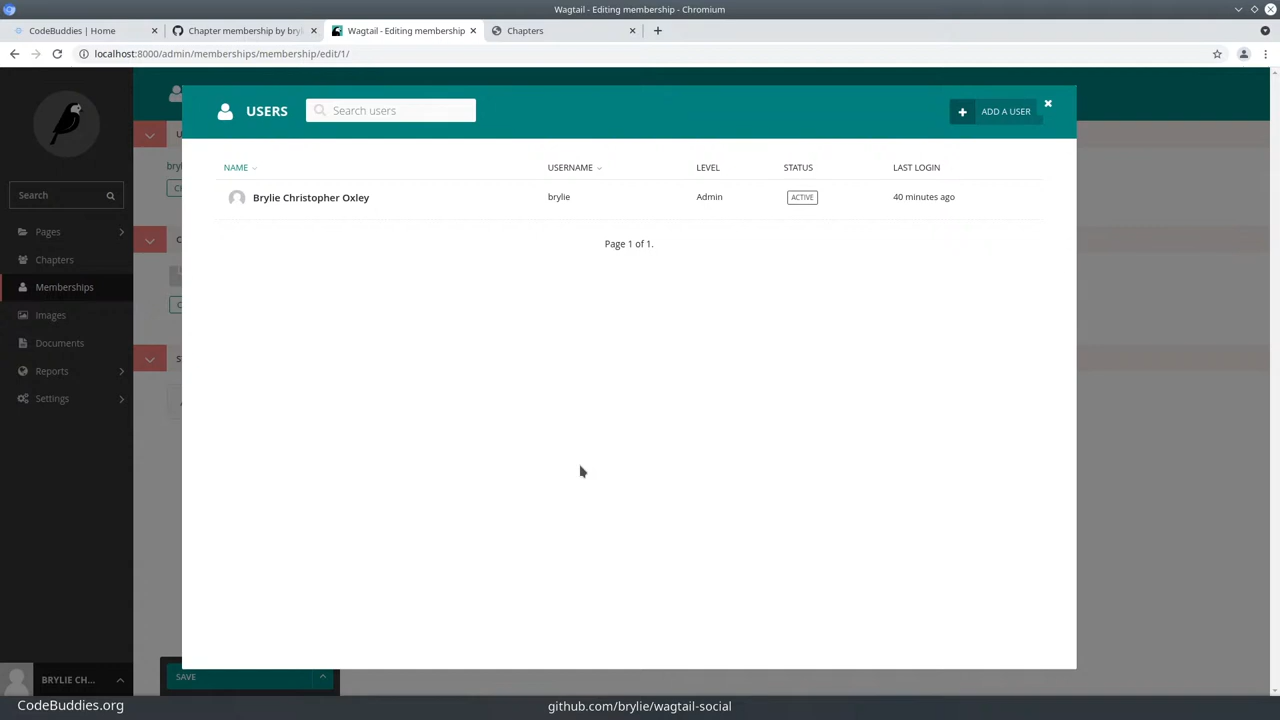 Wagtail - Editing membership - Chromium
CodeBuddies | Home
Chapter membership by bry
Wagtail - Editing membership
Chapters
localhost:8000/admin/memberships/membership/edit/1/
USERS
Search users
ADD A USER
NAME
USERNAME
LEVEL
STATUS
LAST LOGIN
Brylie Christopher Oxley
brylie
Admin
ACTIVE
40 minutes ago
Page 1 of 1.
Search
Pages
Chapters
Memberships
Images
Documents
Reports
Settings
BRYLIE CH...
SAVE
CodeBuddies.org
github.com/brylie/wagtail-social